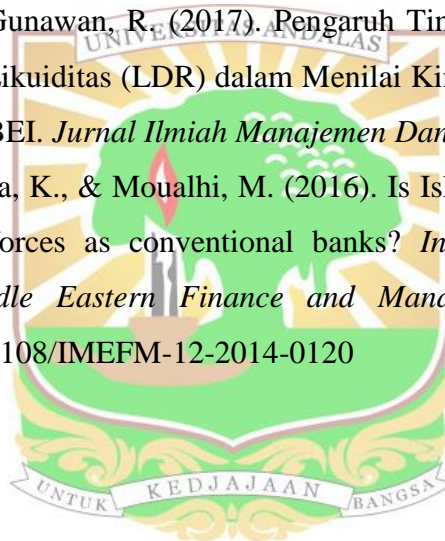 Gunawan, R. (2017). Pengaruh Tin
UNIVERSITAS ANDALAS
Likuiditas (LDR) dalam Menilai Ki
BEI. Jurnal Ilmiah Manajemen Dan
a, K., & Moualhi, M. (2016). Is Isl
forces as conventional banks? In
dle Eastern Finance and Mana
108/IMEFM-12-2014-0120
UNTUK KEDJAJAAN BANGSA